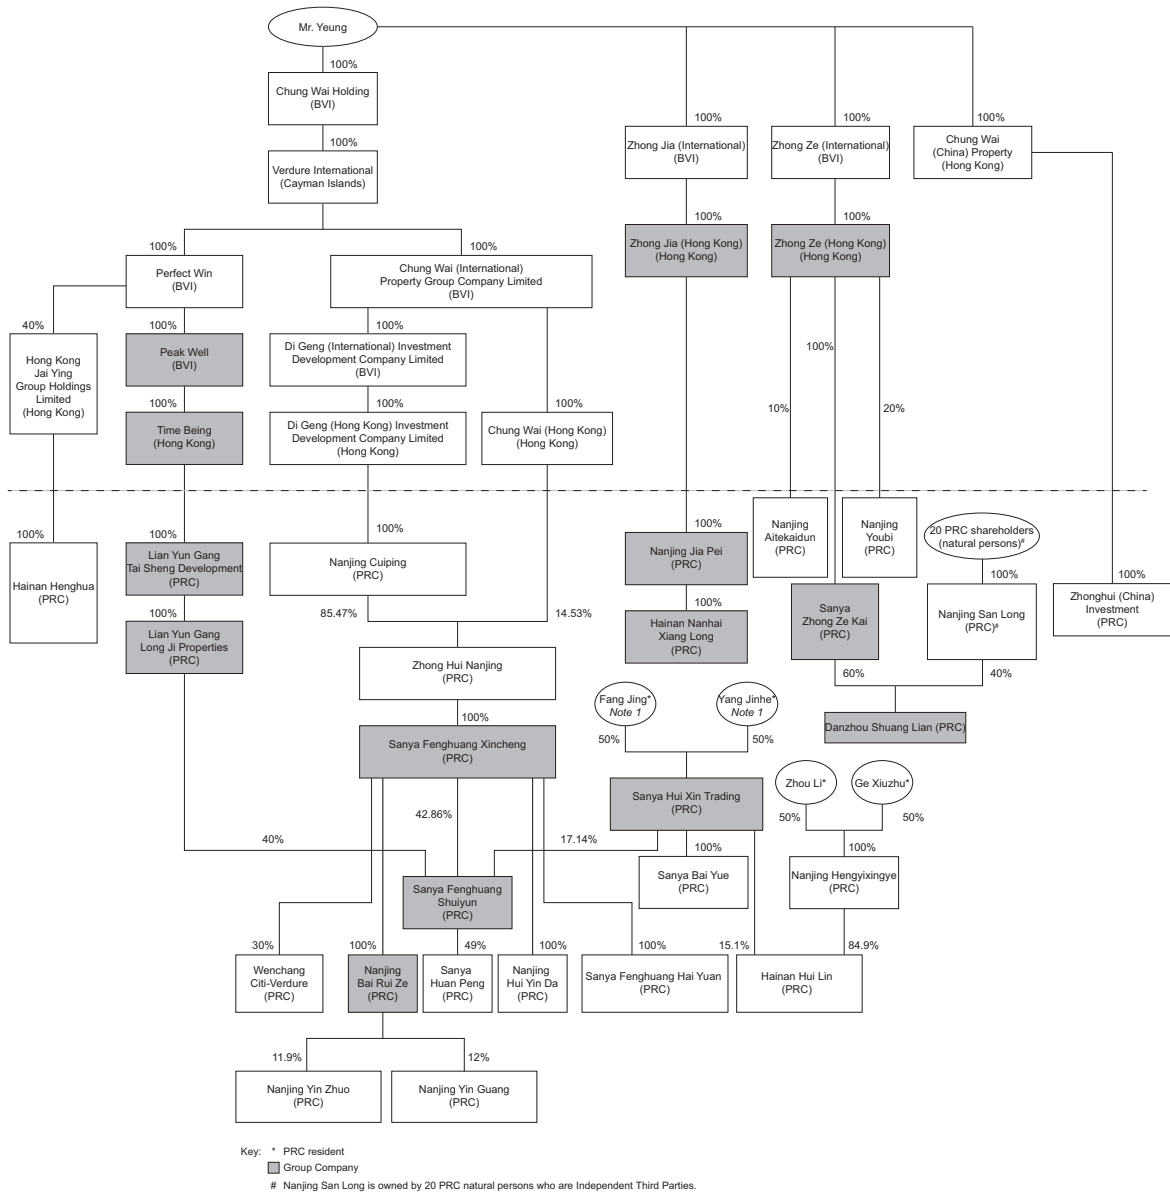 Mr. Yeung
100%
Chung Wai Holding
(BVI)
100%
Verdure International
(Cayman Islands)
100%
Zhong Jia (International)
(BVI)
100%
Zhong Ze (International)
(BVI)
100%
Chung Wai
(China) Property
(Hong Kong)
100%
Perfect Win
(BVI)
100%
Chung Wai (International)
Property Group Company Limited
(BVI)
100%
Zhong Jia (Hong Kong)
(Hong Kong)
100%
Zhong Ze (Hong Kong)
(Hong Kong)
40%
Hong Kong
Jai Ying
Group Holdings
Limited
(Hong Kong)
100%
Peak Well
(BVI)
100%
Di Geng (International) Investment
Development Company Limited
(BVI)
100%
Time Being
(Hong Kong)
100%
Di Geng (Hong Kong) Investment
Development Company Limited
(Hong Kong)
100%
Chung Wai (Hong Kong)
(Hong Kong)
100%
10%
20%
100%
Hainan Henghua
(PRC)
100%
Lian Yun Gang
Tai Sheng Development
(PRC)
100%
Nanjing Cuiping
(PRC)
100%
Nanjing Jia Pei
(PRC)
Nanjing
Aitekaidun
(PRC)
Nanjing
Youbi
(PRC)
20 PRC shareholders
(natural persons)#
100%
Lian Yun Gang
Long Ji Properties
(PRC)
85.47%
14.53%
100%
Hainan Nanhai
Xiang Long
(PRC)
Sanya
Zhong Ze Kai
(PRC)
100%
Nanjing San Long
(PRC)#
100%
Zhonghui (China)
Investment
(PRC)
Zhong Hui Nanjing
(PRC)
60%
40%
Danzhou Shuang Lian (PRC)
100%
Sanya Fenghuang Xincheng
(PRC)
Fang Jing*
Note 1
Yang Jinhe*
Note 1
50%
50%
Sanya Hui Xin Trading
(PRC)
Zhou Li*
Ge Xiuzhu*
50%
50%
42.86%
40%
17.14%
100%
Sanya Bai Yue
(PRC)
100%
Nanjing Hengyixingye
(PRC)
Sanya Fenghuang
Shuiyun
(PRC)
30%
Wenchang
Citi-Verdure
(PRC)
100%
Nanjing
Bai Rui Ze
(PRC)
49%
Sanya
Huan Peng
(PRC)
100%
Nanjing
Hui Yin Da
(PRC)
100%
Sanya Fenghuang Hai Yuan
(PRC)
15.1%
84.9%
Hainan Hui Lin
(PRC)
11.9%
Nanjing Yin Zhuo
(PRC)
12%
Nanjing Yin Guang
(PRC)
Key: * PRC resident
Group Company
# Nanjing San Long is owned by 20 PRC natural persons who are Independent Third Parties.